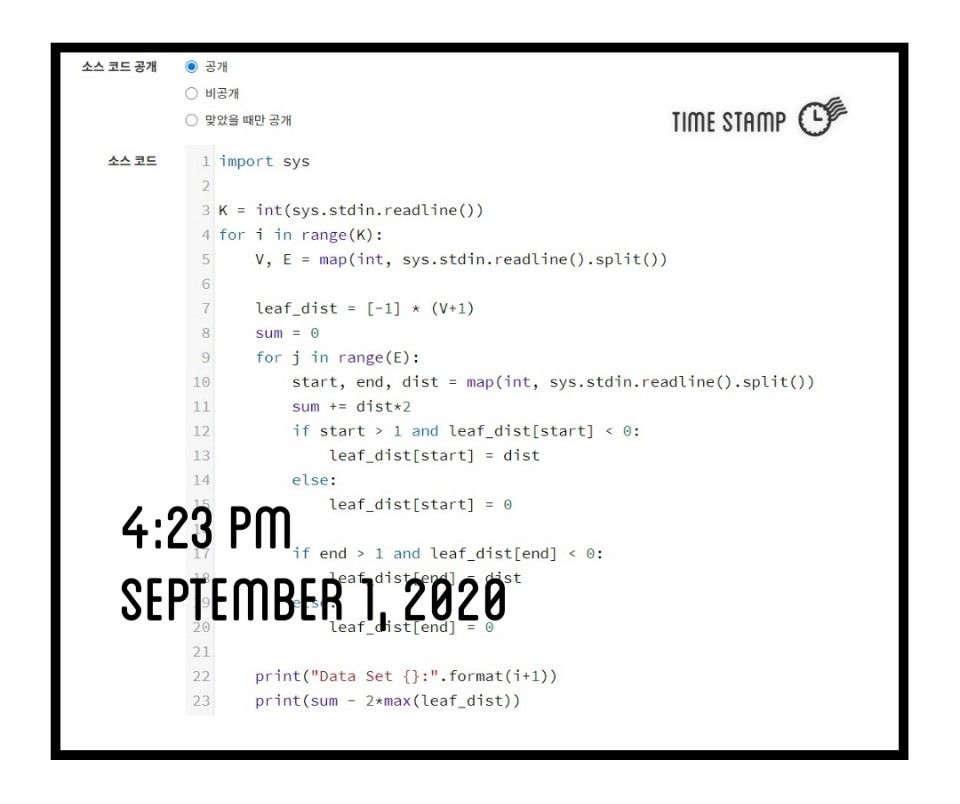 소스 코드 공개 공개
비공개
맞았을 때만 공개
TIME STAMP
소스 코드
1 import sys
2
3 K = int(sys.stdin.readline())
4 for i in range(K):
5     V, E = map(int, sys.stdin.readline().split())
6
7     leaf_dist = [-1] * (V+1)
8     sum = 0
9     for j in range(E):
10         start, end, dist = map(int, sys.stdin.readline().split())
11         sum += dist*2
12         if start > 1 and leaf_dist[start] < 0:
13             leaf_dist[start] = dist
14         else:
15             leaf_dist[start] = 0
4:23 PM
17         if end > 1 and leaf_dist[end] < 0:
18             leaf_dist[end] = dist
SEPTEMBER 1, 2020
19         else:
20             leaf_dist[end] = 0
21
22     print("Data Set {}:".format(i+1))
23     print(sum - 2*max(leaf_dist))